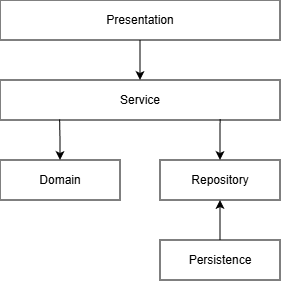 Presentation
Service
Domain
Repository
Persistence